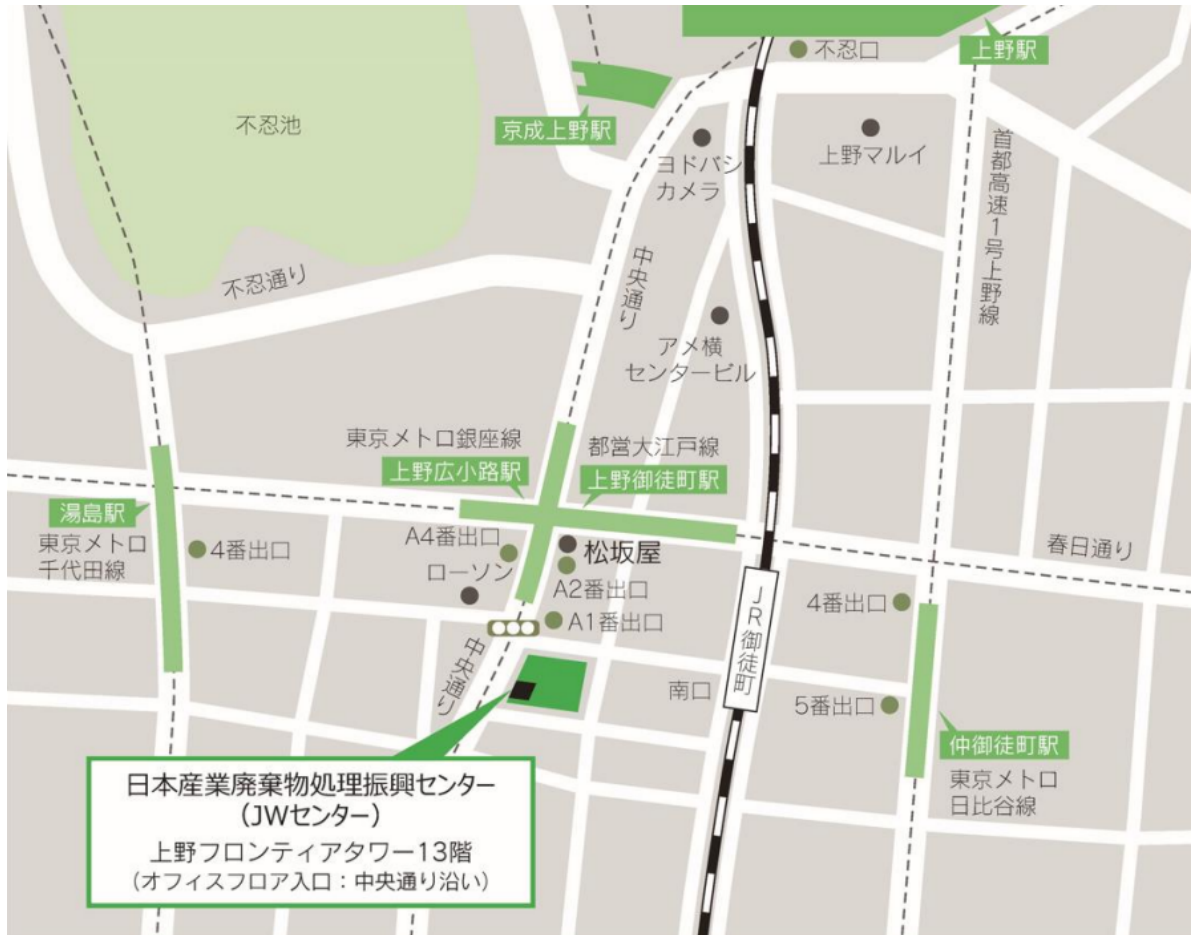 不忍口
上野駅
不忍池
京成上野駅
ヨドバシ
カメラ
上野マルイ
首都高速1号上野線
中央通り
不忍通り
アメ横
センタービル
東京メトロ銀座線
上野広小路駅
都営大江戸線
上野御徒町駅
湯島駅
東京メトロ
千代田線
4番出口
A4番出口
ローソン
松坂屋
A2番出口
A1番出口
春日通り
4番出口
JR御徒町
中央通り
南口
5番出口
仲御徒町駅
東京メトロ
日比谷線
日本産業廃棄物処理振興センター
(JWセンター)
上野フロンティアタワー13階
(オフィスフロア入口:中央通り沿い)